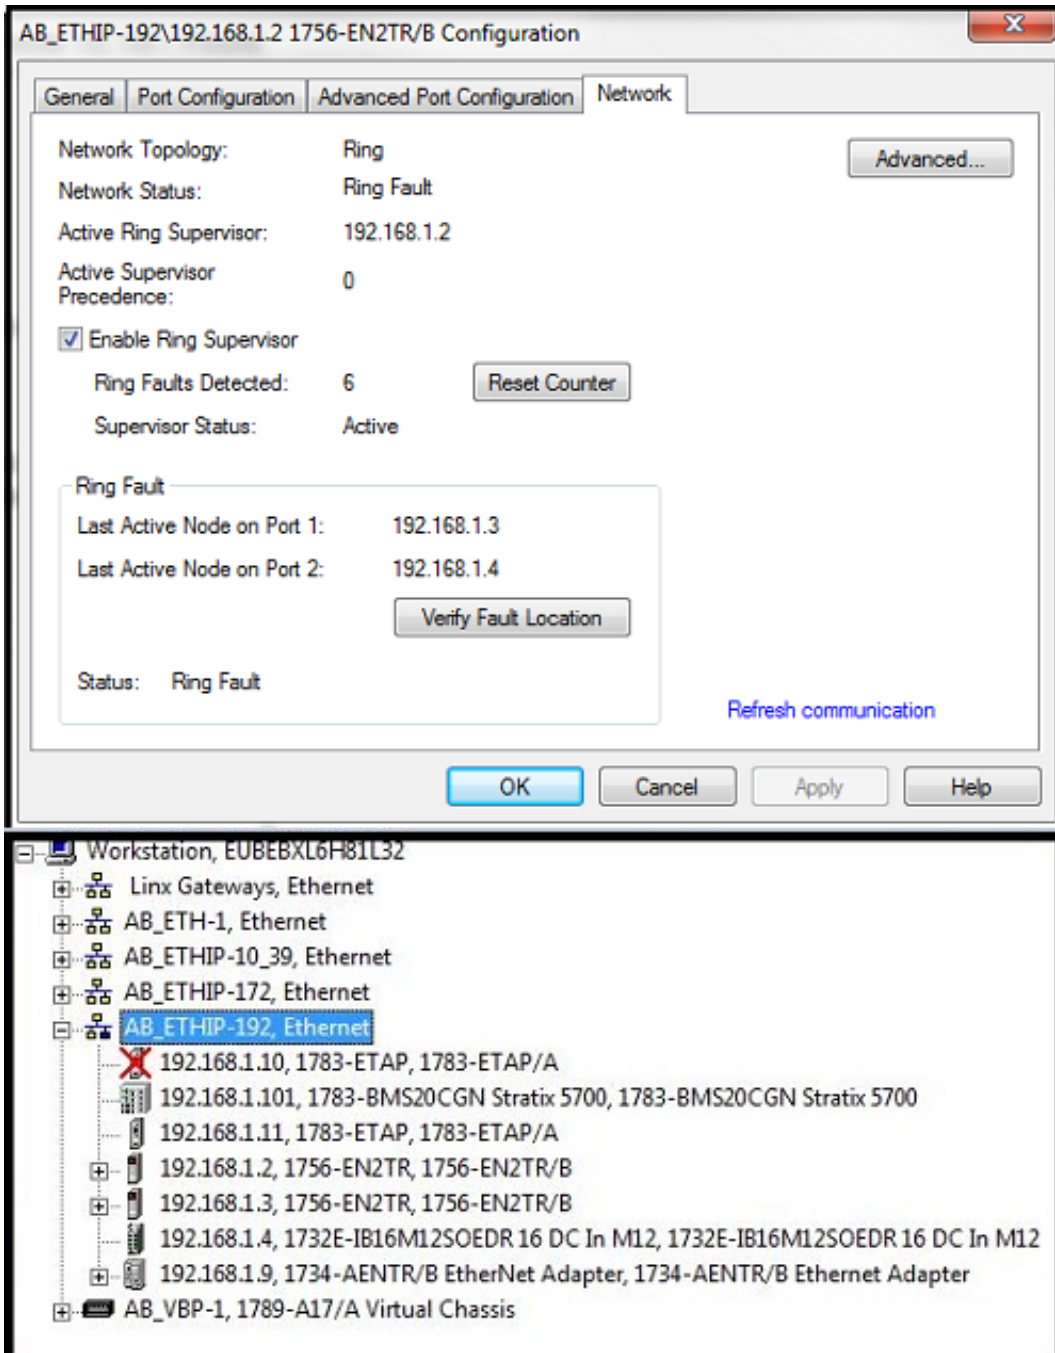 AB_ETHIP-192\192.168.1.2 1756-EN2TR/B Configuration
General Port Configuration Advanced Port Configuration Network
Network Topology: Ring Advanced...
Network Status: Ring Fault
Active Ring Supervisor: 192.168.1.2
Active Supervisor
Precedence: 0
Enable Ring Supervisor
Ring Faults Detected: 6 Reset Counter
Supervisor Status: Active
Ring Fault
Last Active Node on Port 1: 192.168.1.3
Last Active Node on Port 2: 192.168.1.4
Verify Fault Location
Status: Ring Fault
Refresh communication
OK Cancel Apply Help
Workstation, EUBEBXL6H81L32
Linx Gateways, Ethernet
AB_ETH-1, Ethernet
AB_ETHIP-10_39, Ethernet
AB_ETHIP-172, Ethernet
AB_ETHIP-192, Ethernet
192.168.1.10, 1783-ETAP, 1783-ETAP/A
192.168.1.101, 1783-BMS20CGN Stratix 5700, 1783-BMS20CGN Stratix 5700
192.168.1.11, 1783-ETAP, 1783-ETAP/A
192.168.1.2, 1756-EN2TR, 1756-EN2TR/B
192.168.1.3, 1756-EN2TR, 1756-EN2TR/B
192.168.1.4, 1732E-IB16M12SOEDR 16 DC In M12, 1732E-IB16M12SOEDR 16 DC In M12
192.168.1.9, 1734-AENTR/B EtherNet Adapter, 1734-AENTR/B Ethernet Adapter
AB_VBP-1, 1789-A17/A Virtual Chassis